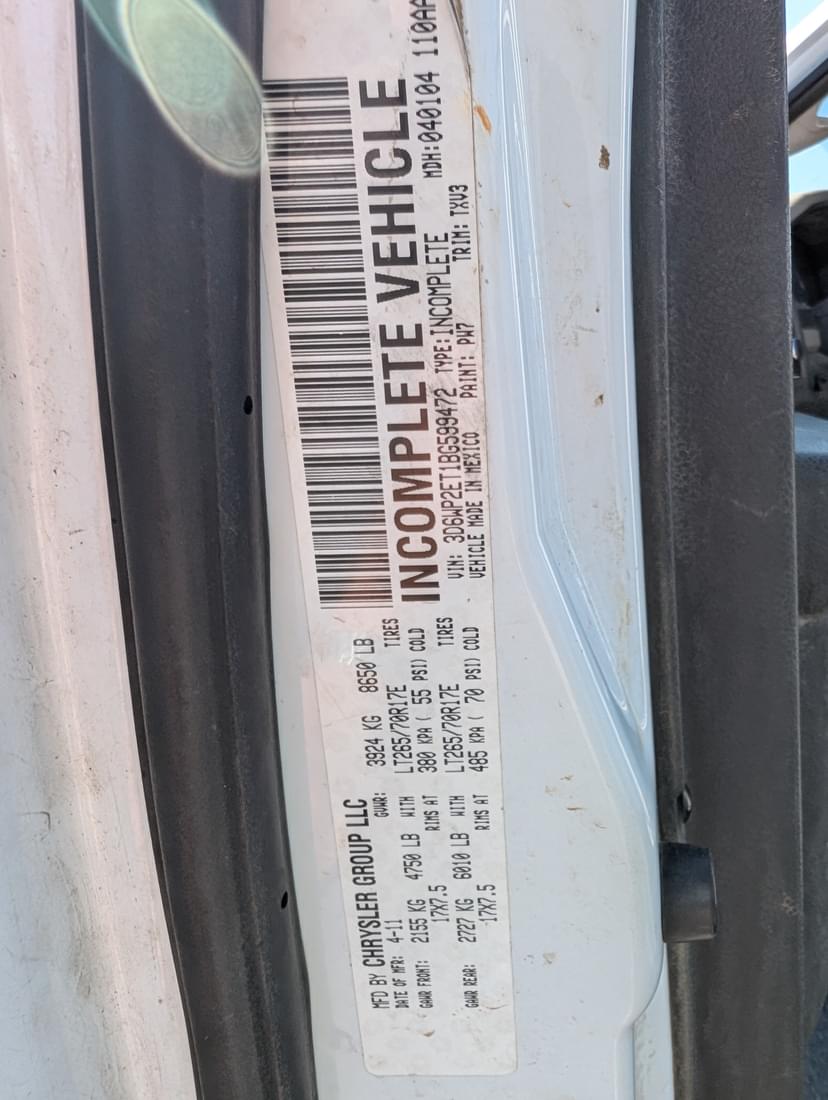 MFD BY CHRYSLER GROUP LLC
DATE OF MFR: 4-11 GVWR: 3924 KG 8650 LB
GAWR FRONT: 2155 KG 4750 LB WITH LT265/70R17E TIRES
17X7.5 RIMS AT 380 KPA ( 55 PSI) COLD
GAWR REAR: 2727 KG 6010 LB WITH LT265/70R17E TIRES
17X7.5 RIMS AT 485 KPA ( 70 PSI) COLD
INCOMPLETE VEHICLE
MDH:040104 110AA
VIN: 3D6WP2ET1BG599472 TYPE:INCOMPLETE
VEHICLE MADE IN MEXICO PAINT: PW7 TRIM: TXV3